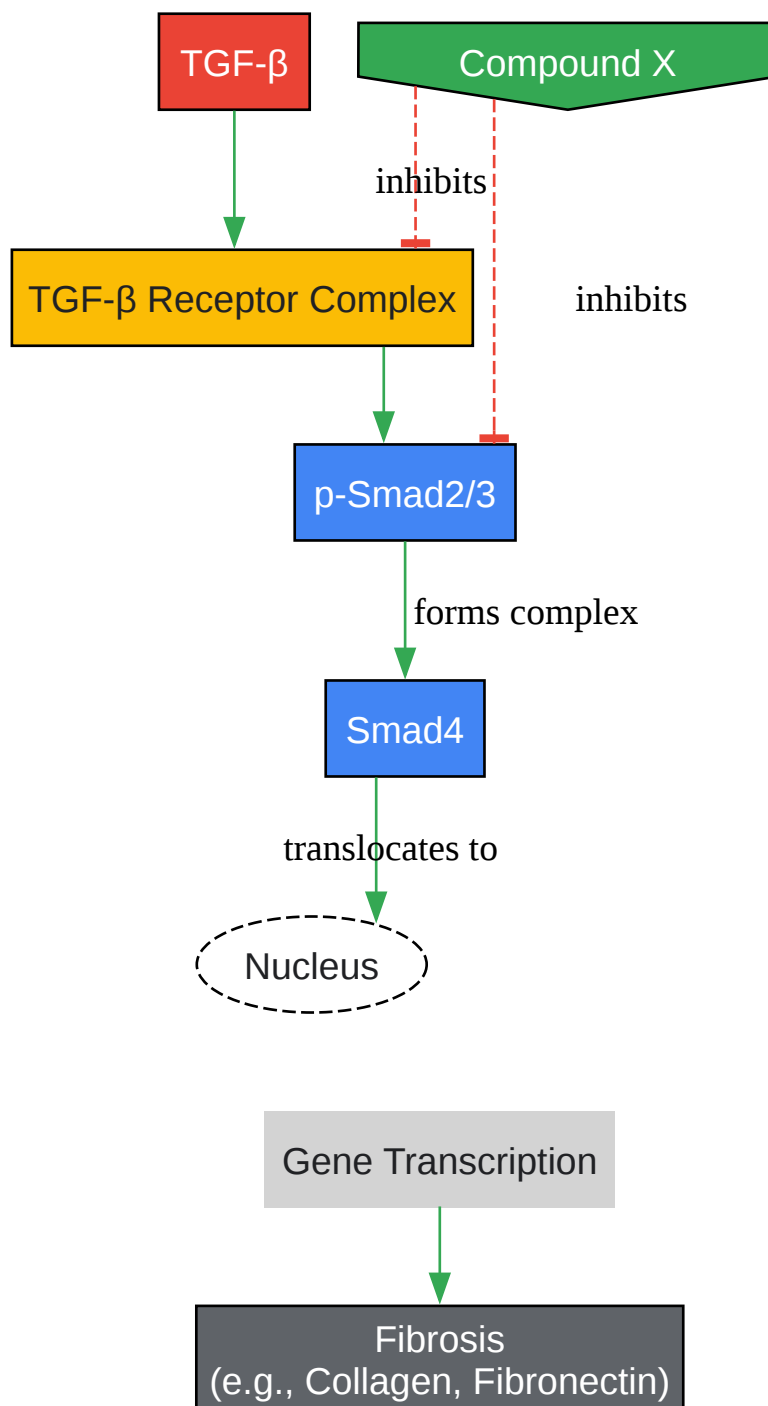 TGF-β
Compound X
inhibits
TGF-β Receptor Complex
inhibits
p-Smad2/3
forms complex
Smad4
translocates to
Nucleus
Gene Transcription
Fibrosis
(e.g., Collagen, Fibronectin)